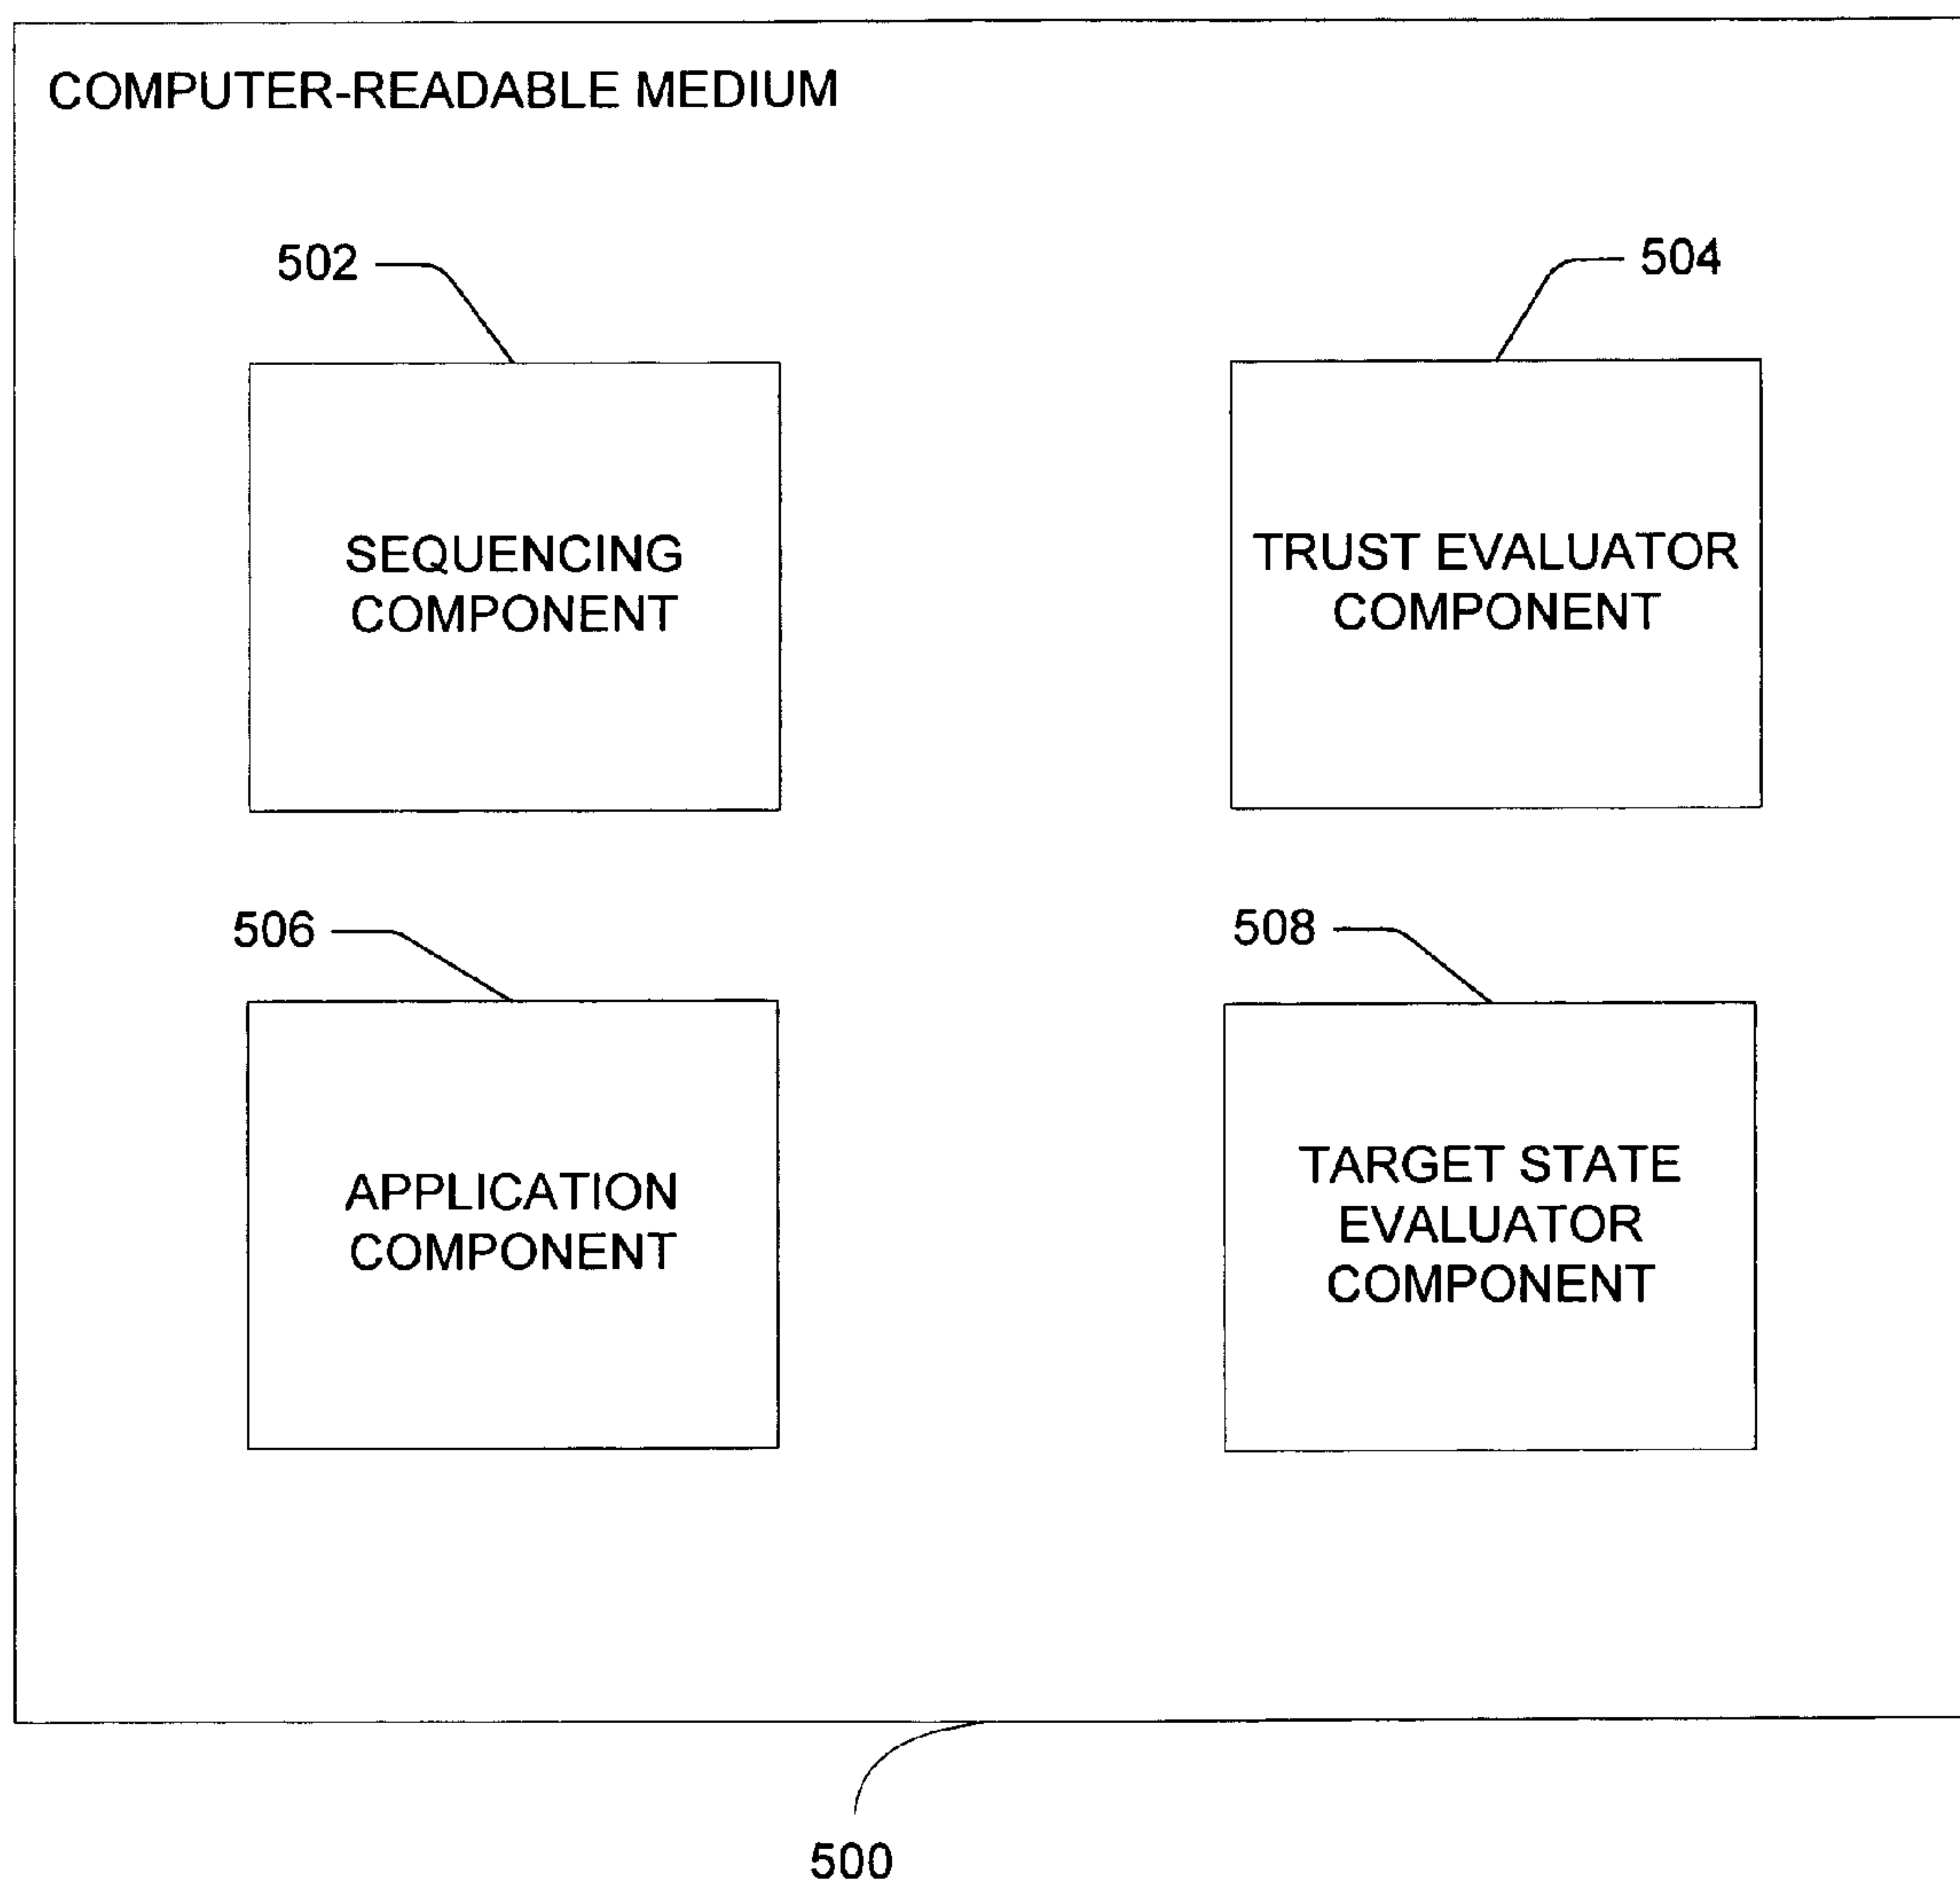 COMPUTER-READABLE MEDIUM
502
504
SEQUENCING
COMPONENT
TRUST EVALUATOR
COMPONENT
506
508
APPLICATION
COMPONENT
TARGET STATE
EVALUATOR
COMPONENT
500